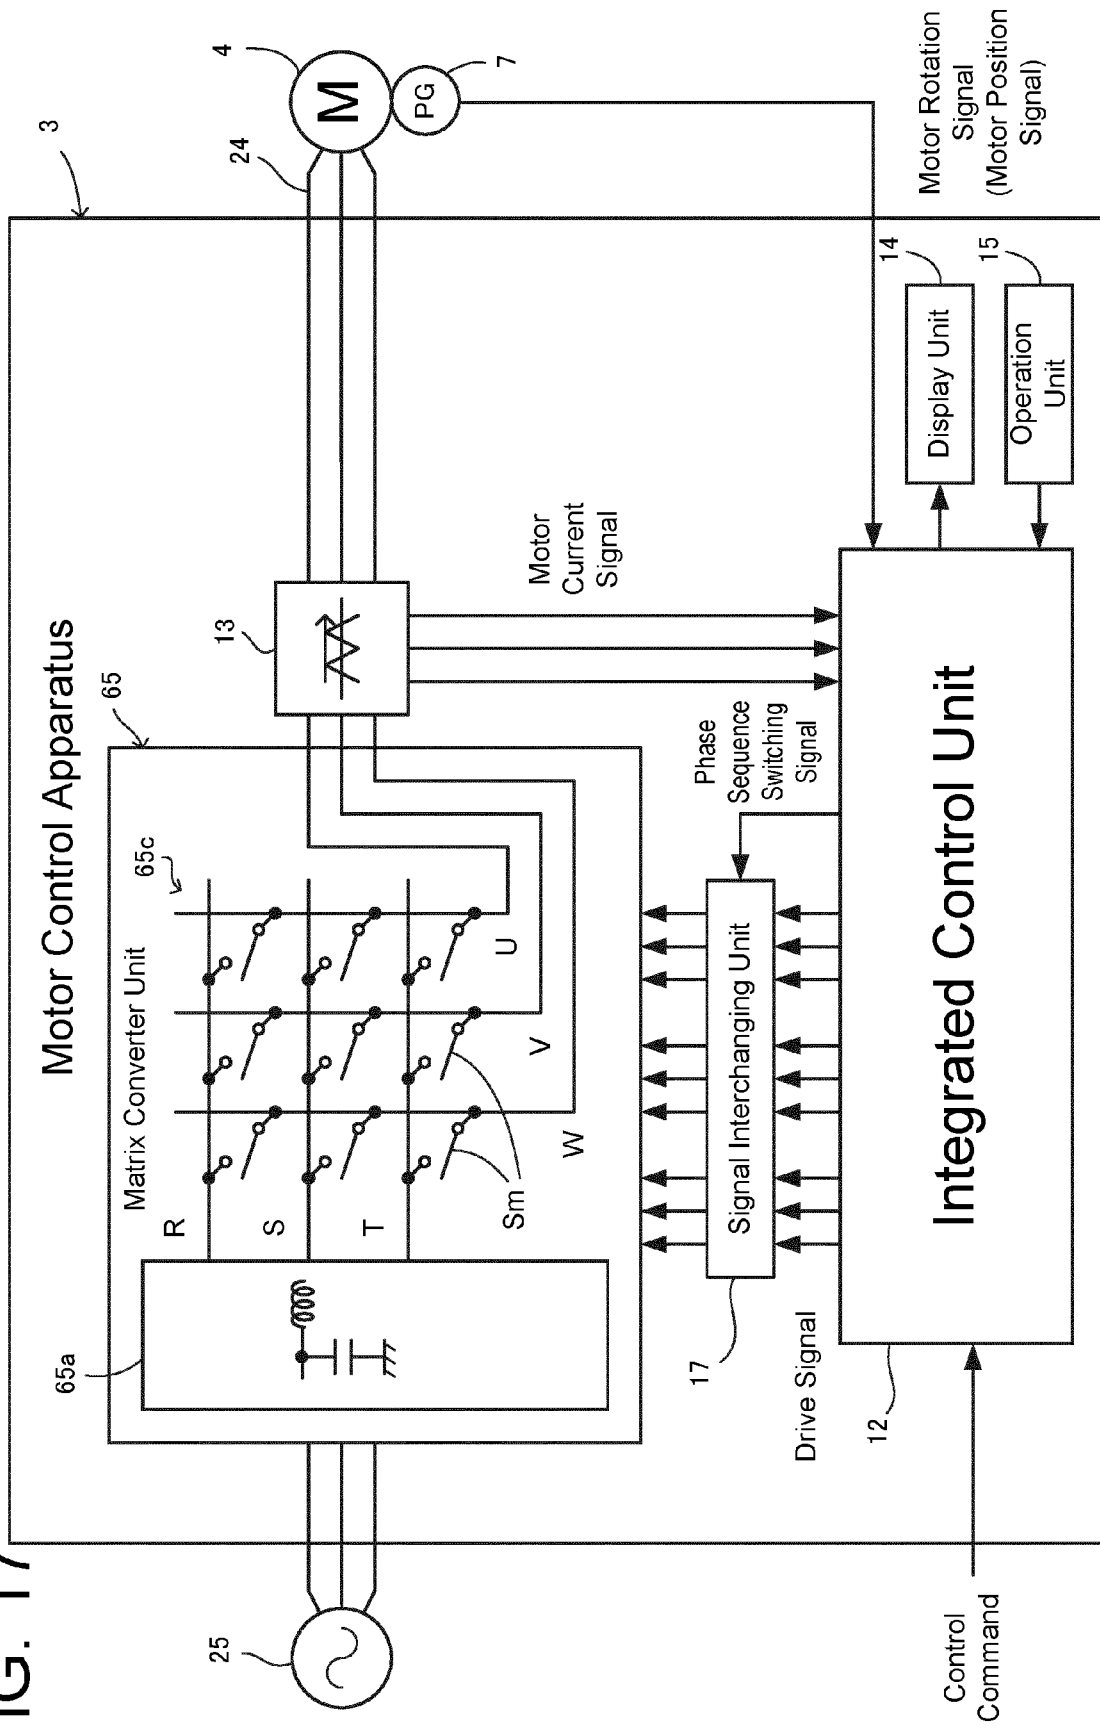 FIG. 17
Motor Control Apparatus
3
65
Matrix Converter Unit
65c
65a
R
S
T
U
V
W
Sm
25
13
24
4
M
PG
7
Motor
Current
Signal
Phase
Sequence
Switching
Signal
Signal Interchanging Unit
17
Drive Signal
12
Integrated Control Unit
Control
Command
Display Unit
14
Operation
Unit
15
Motor Rotation
Signal
(Motor Position
Signal)